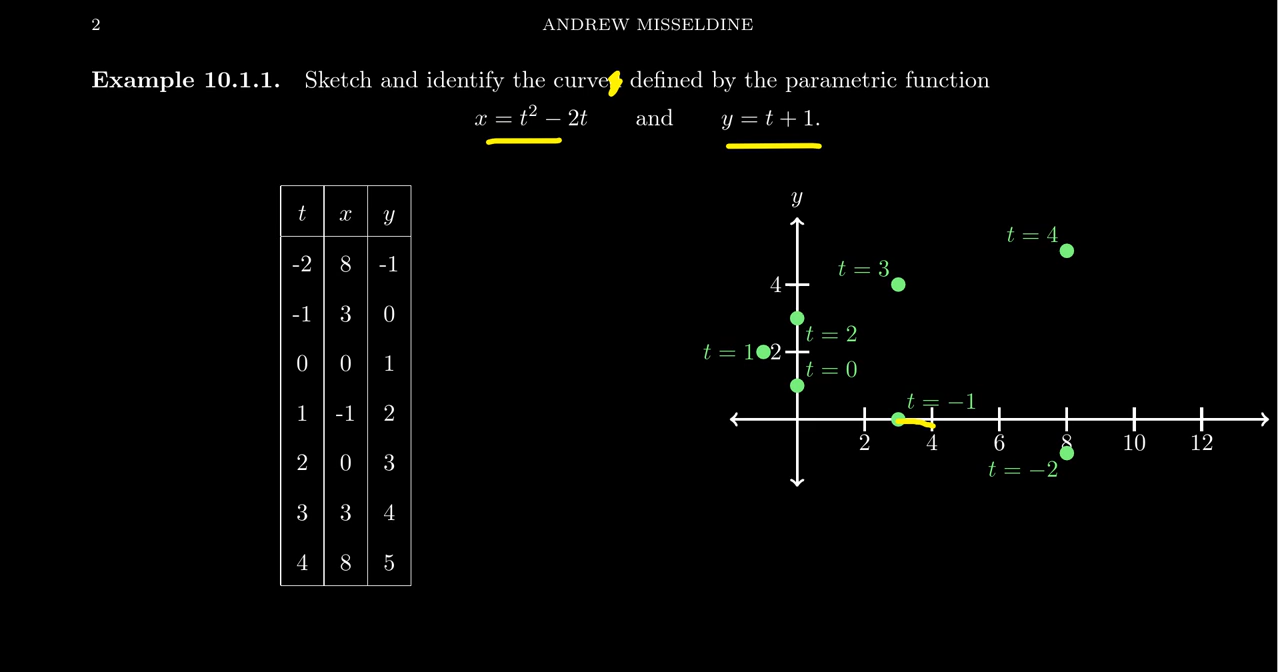 2 ANDREW MISSELDINE
Example 10.1.1. Sketch and identify the curve defined by the parametric function
x = t² − 2t and y = t + 1.
t x y
-2 8 -1
-1 3 0
0 0 1
1 -1 2
2 0 3
3 3 4
4 8 5
y
t = 4
t = 3
4
t = 2
t = 1 2
t = 0
t = −1
2 4 6 8 10 12
t = −2